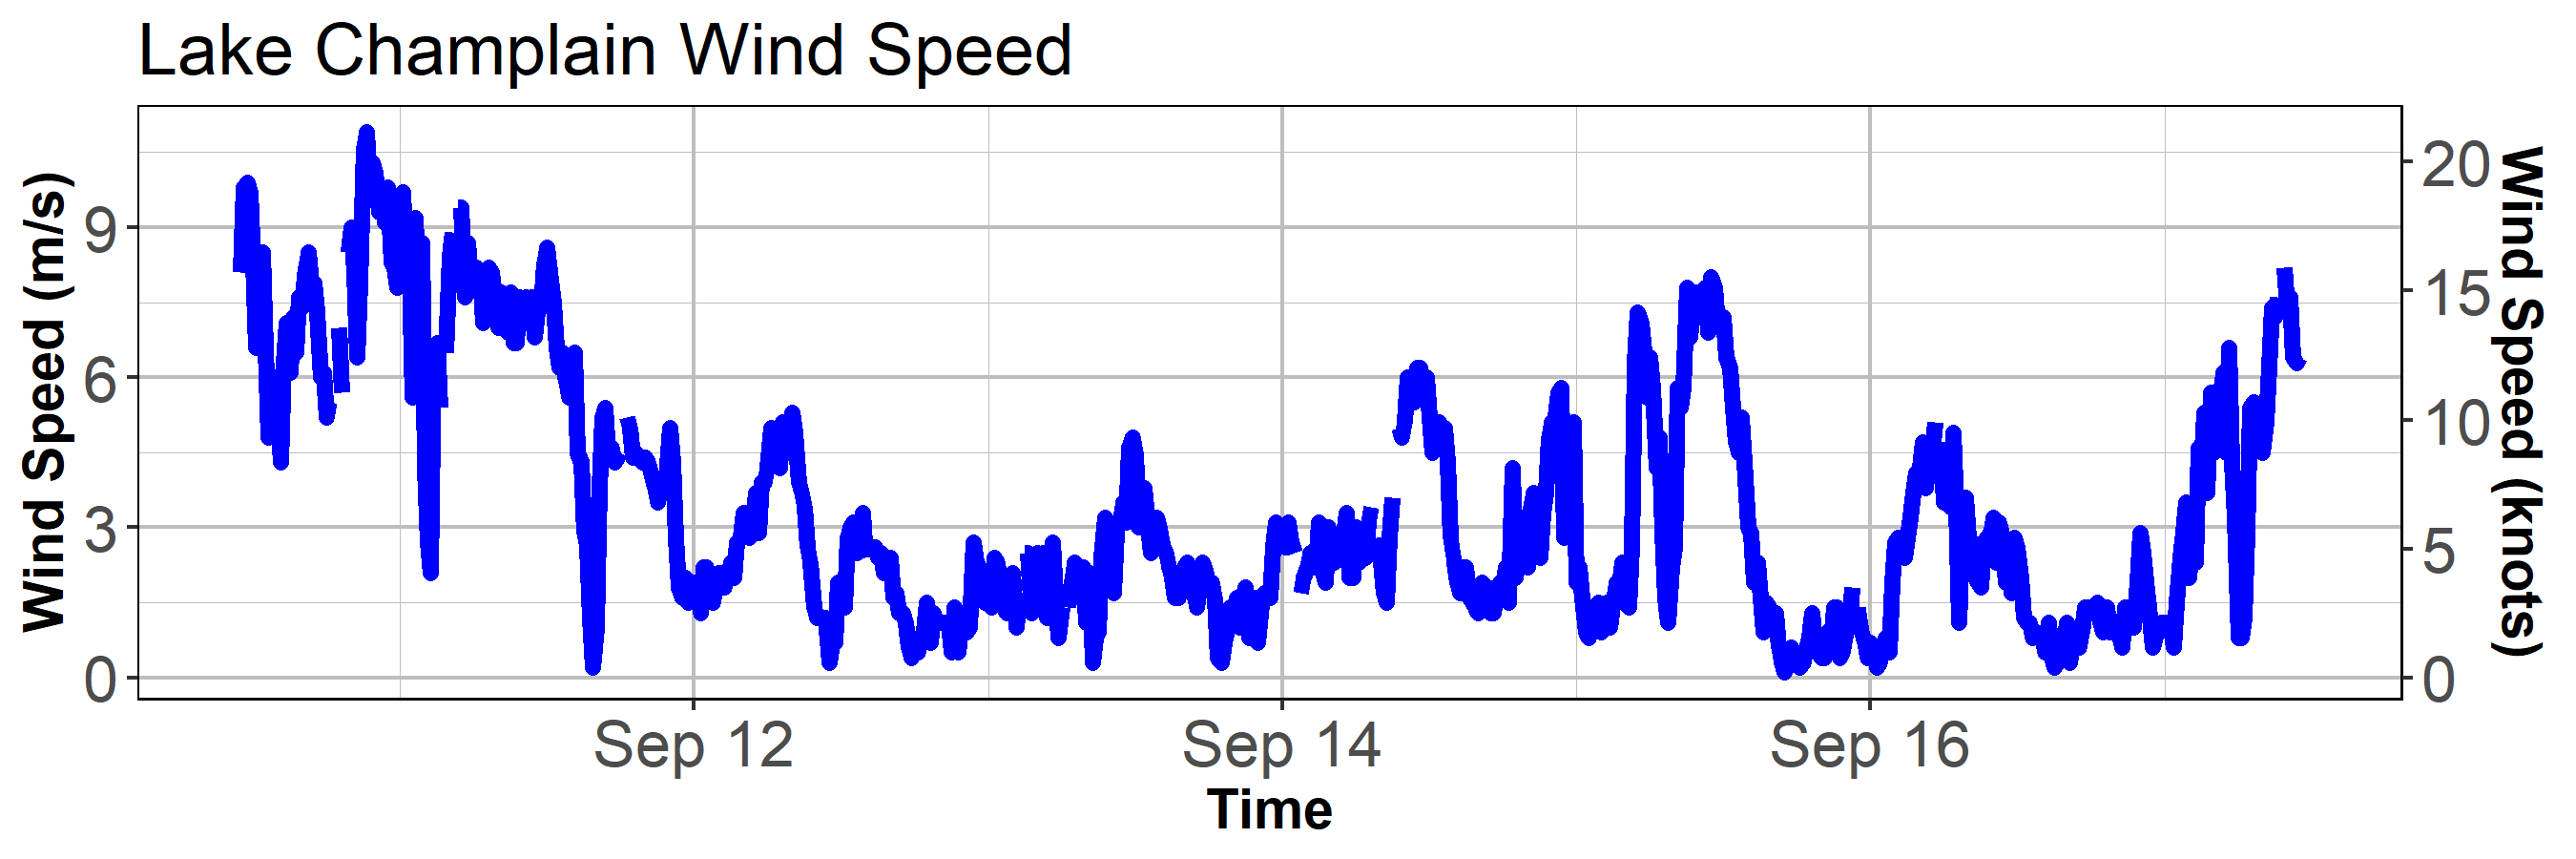 Lake Champlain Wind Speed
Wind Speed (m/s)
9
6
3
0
20
15
10
5
0
Wind Speed (knots)
Sep 12
Sep 14
Sep 16
Time